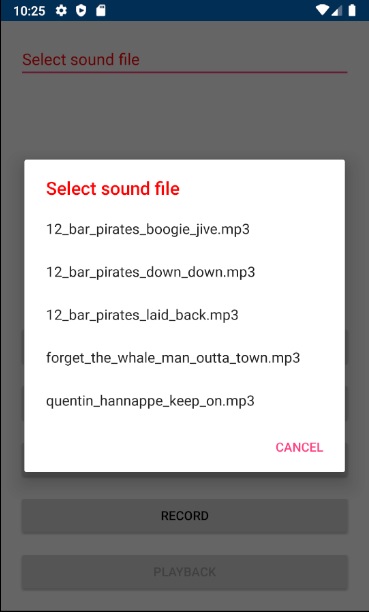 10:25
Select sound file
Select sound file
12_bar_pirates_boogie_jive.mp3
12_bar_pirates_down_down.mp3
12_bar_pirates_laid_back.mp3
forget_the_whale_man_outta_town.mp3
quentin_hannappe_keep_on.mp3
CANCEL
RECORD
PLAYBACK